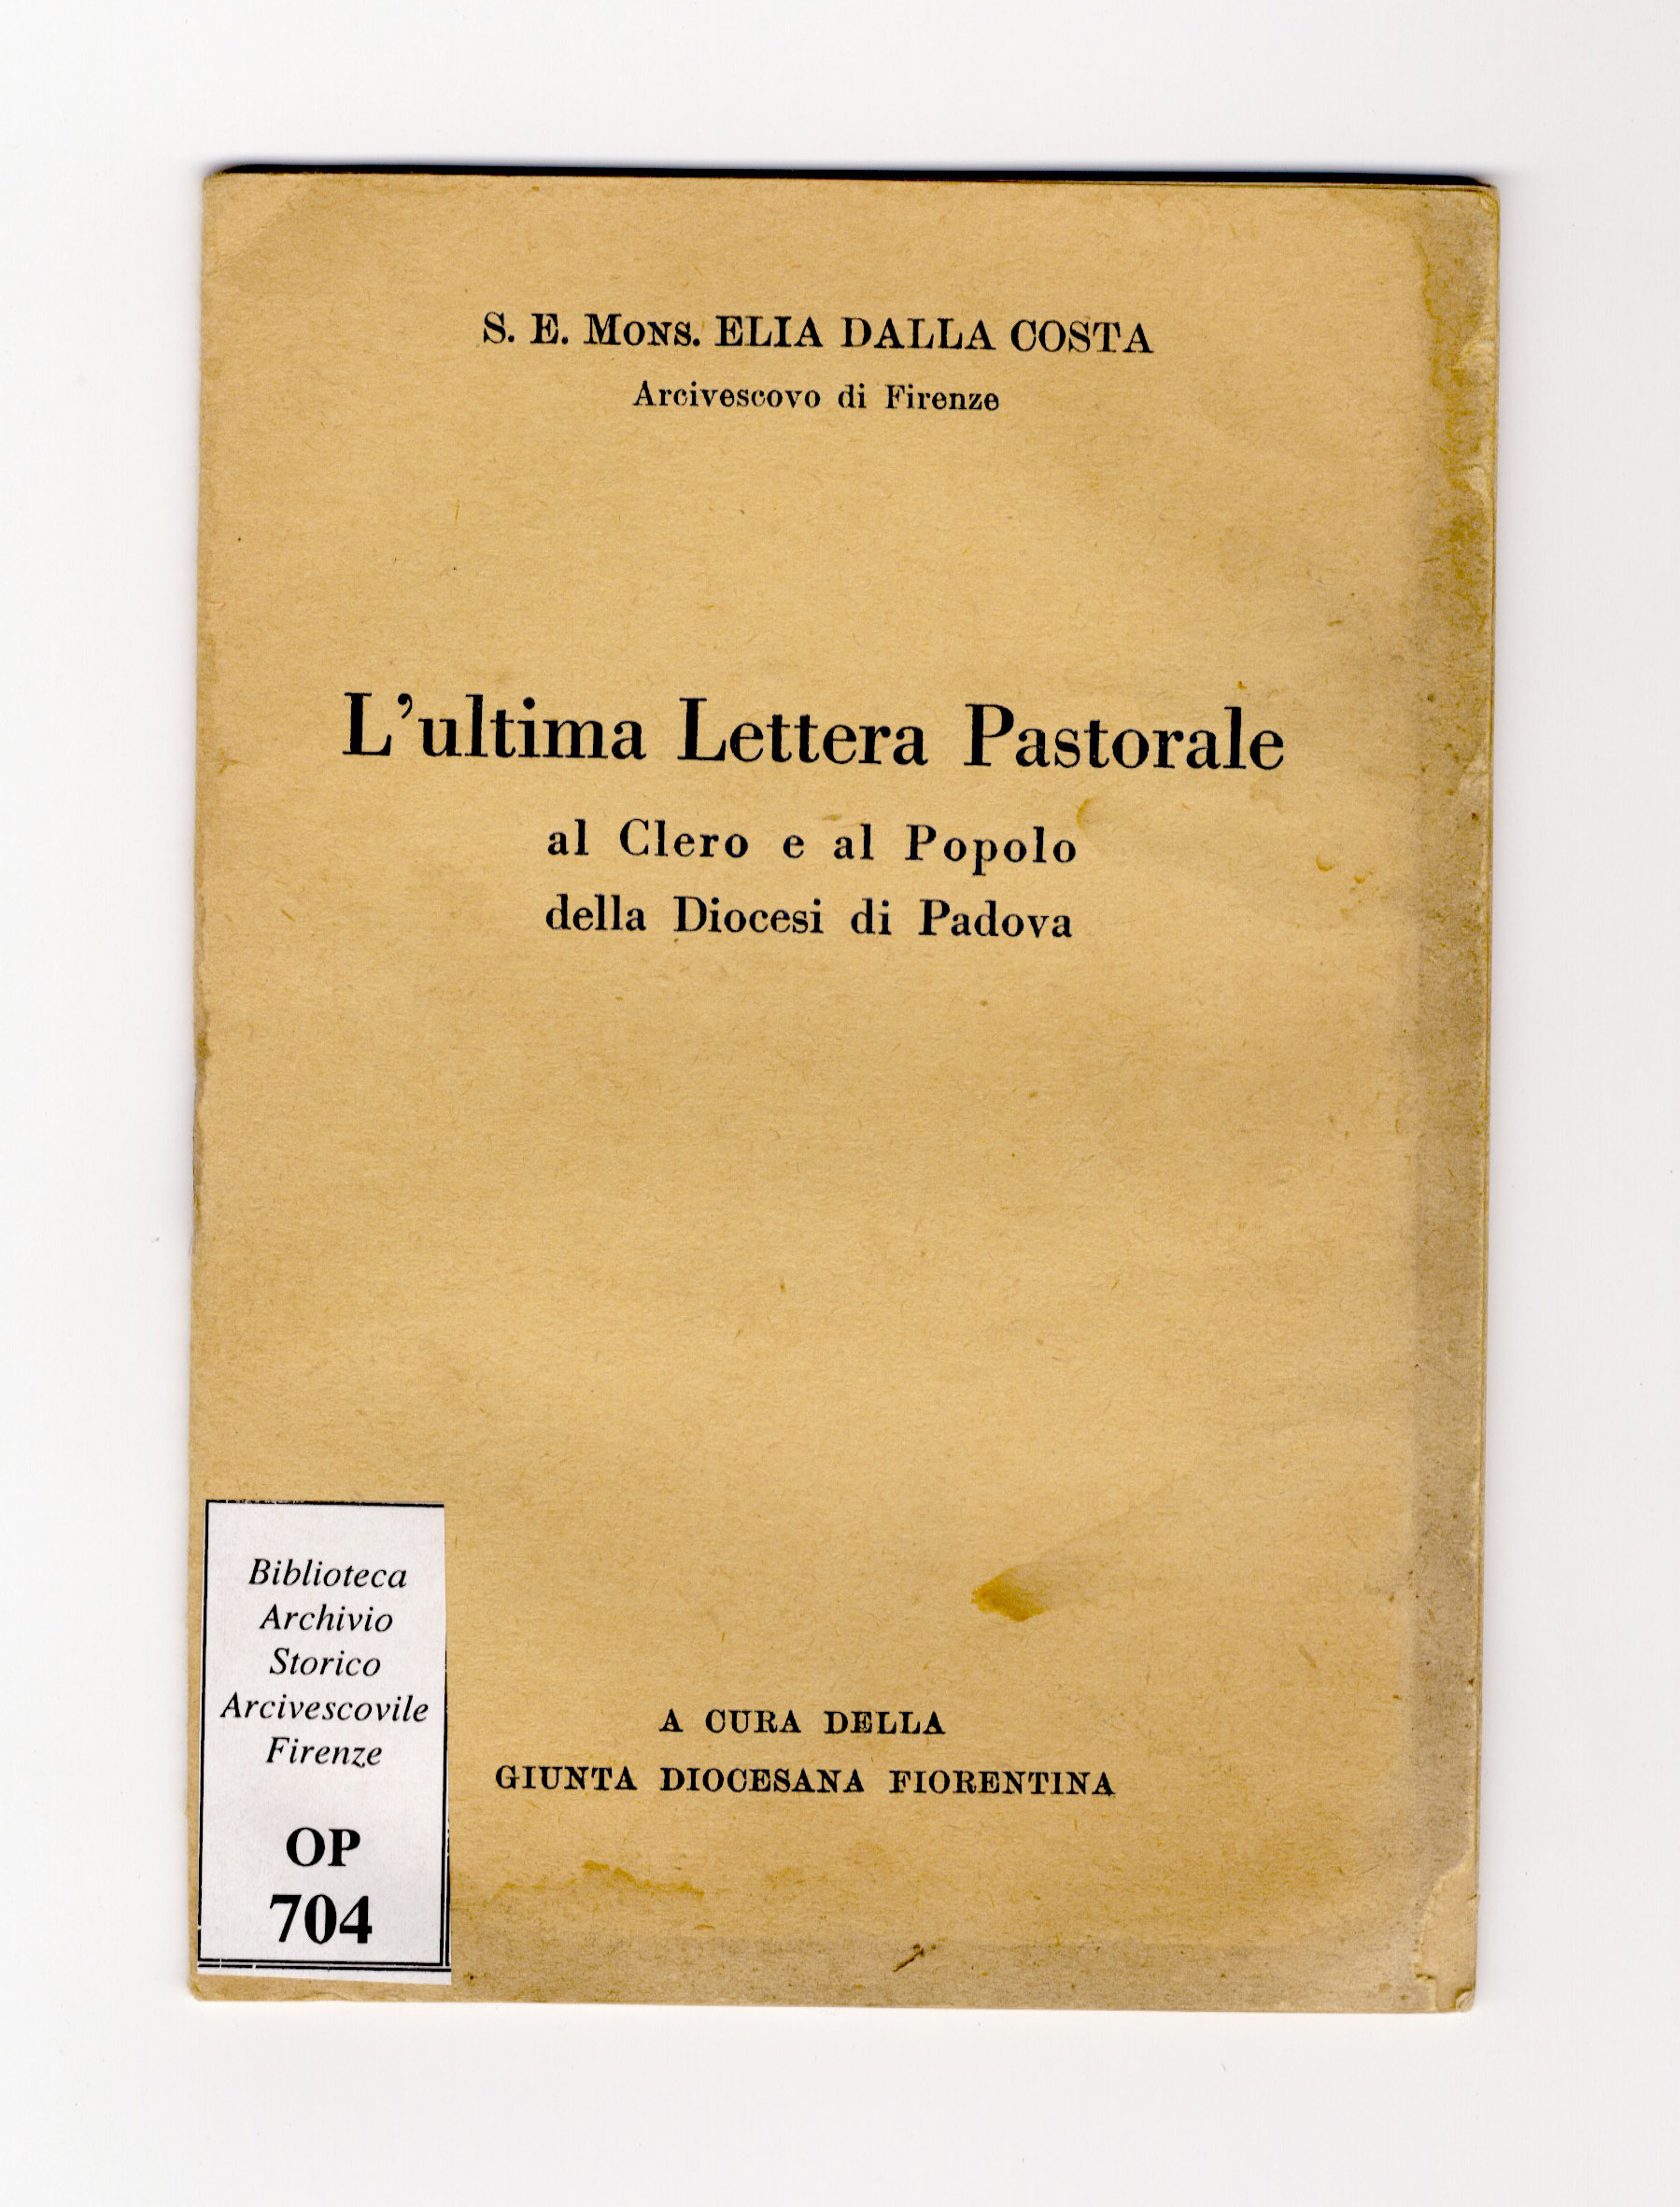 S. E. Mons. ELIA DALLA COSTA
Arcivescovo di Firenze
L'ultima Lettera Pastorale
al Clero e al Popolo
della Diocesi di Padova
A CURA DELLA
GIUNTA DIOCESANA FIORENTINA
Biblioteca
Archivio
Storico
Arcivescovile
Firenze
OP
704